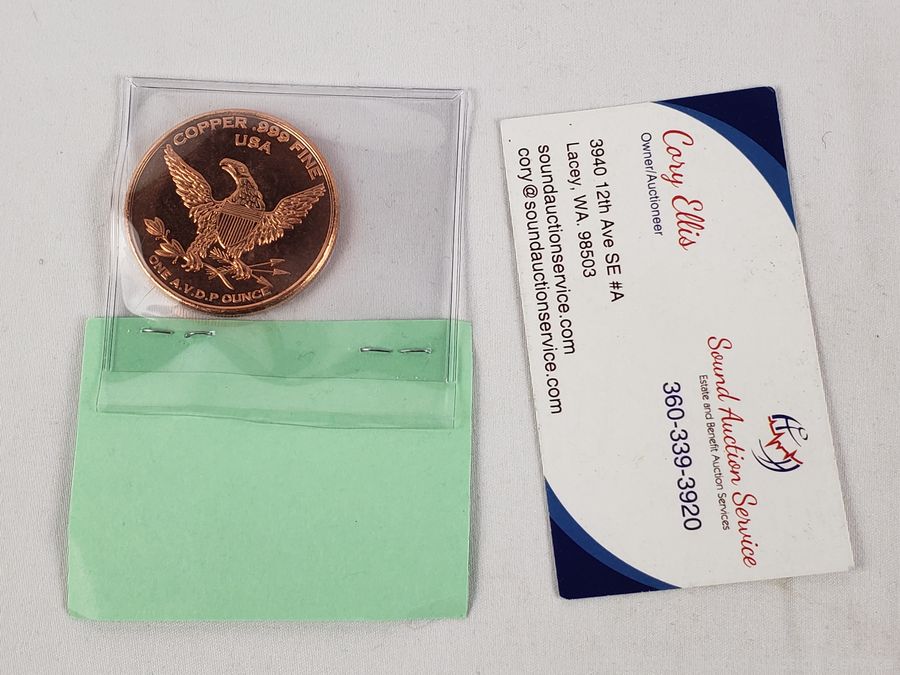 COPPER .999 FINE
USA
ONE A.V.D.P OUNCE
Cory Ellis
Owner/Auctioneer
3940 12th Ave SE #A
Lacey, WA. 98503
soundauctionservice.com
cory@soundauctionservice.com
Sound Auction Service
Estate and Benefit Auction Services
360-339-3920